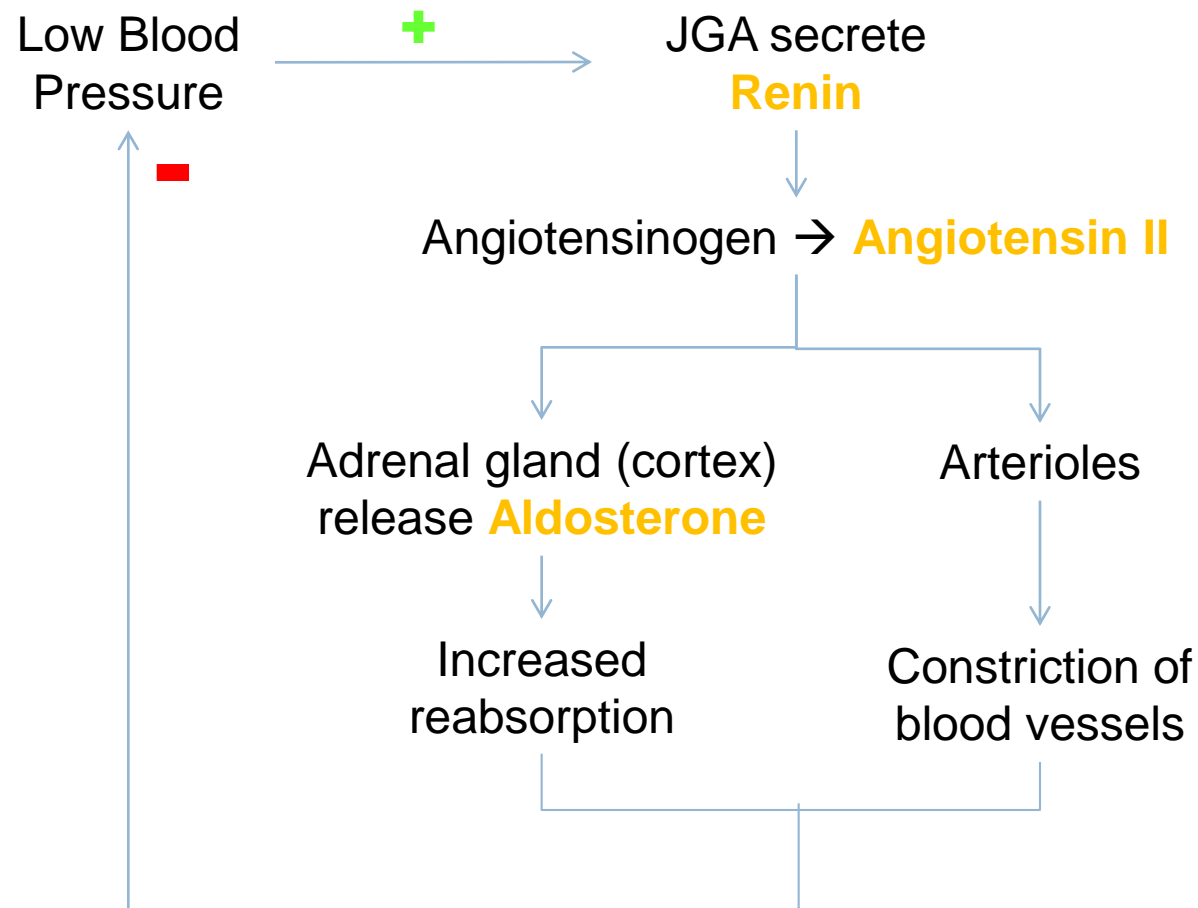 Low Blood
Pressure
+
JGA secrete
Renin
-
Angiotensinogen → Angiotensin II
Adrenal gland (cortex)
release Aldosterone
Arterioles
Increased
reabsorption
Constriction of
blood vessels